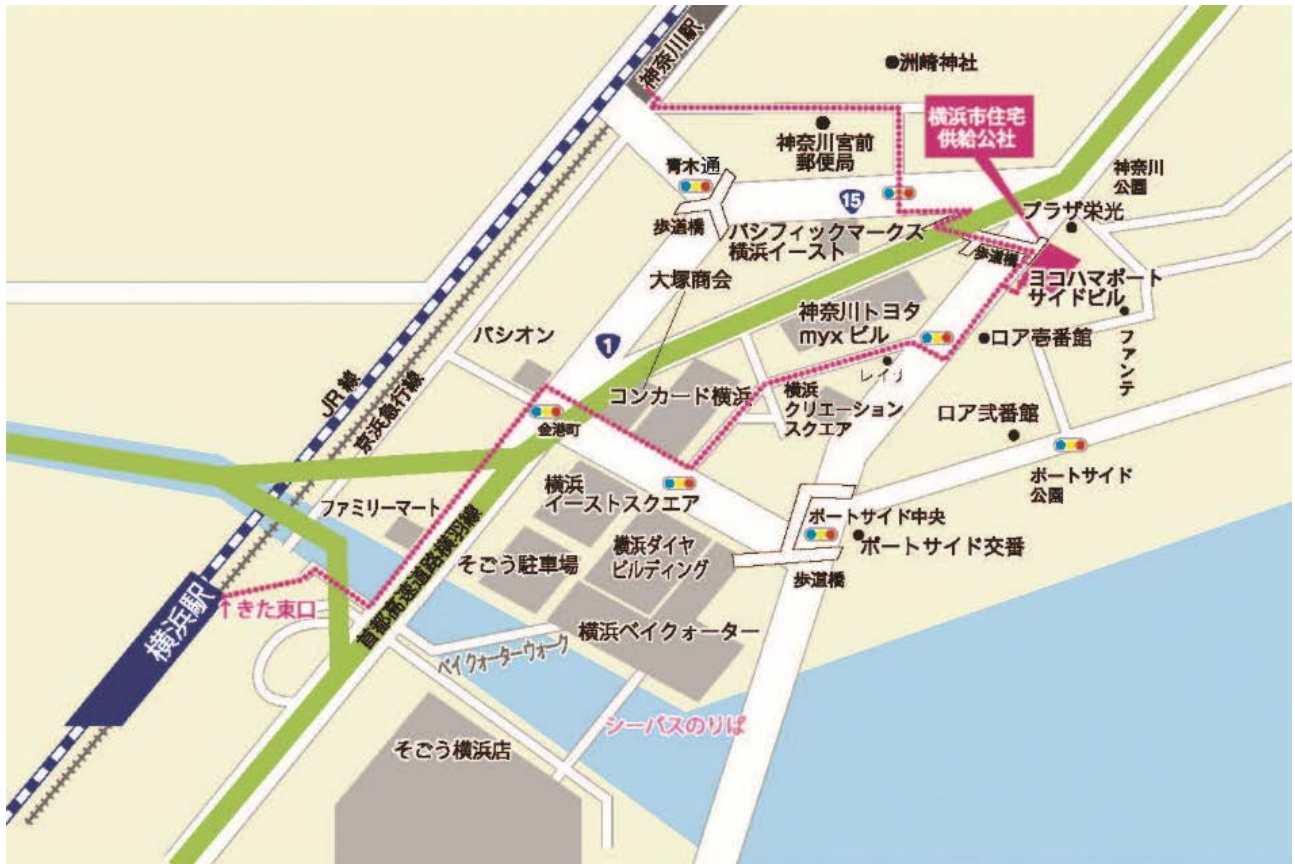 神奈川駅
洲崎神社
横浜市住宅
供給公社
神奈川宮前
郵便局
神奈川
公園
青木通
15
プラザ栄光
歩道橋
パシフィックマークス
横浜イースト
歩道橋
大塚商会
ヨコハマポート
サイドビル
神奈川トヨタ
myx ビル
パシオン
1
ロア壱番館
ファンテ
レイナ
JR線
京浜急行線
コンカード横浜
横浜
クリエーション
スクエア
ロア弐番館
金港町
ポートサイド
公園
横浜
イーストスクエア
ファミリーマート
首都高速道路横羽線
ポートサイド中央
ポートサイド交番
横浜ダイヤ
ビルディング
そごう駐車場
歩道橋
横浜駅
↑きた東口
横浜ベイクォーター
ベイクォーターウォーク
シーバスのりば
そごう横浜店